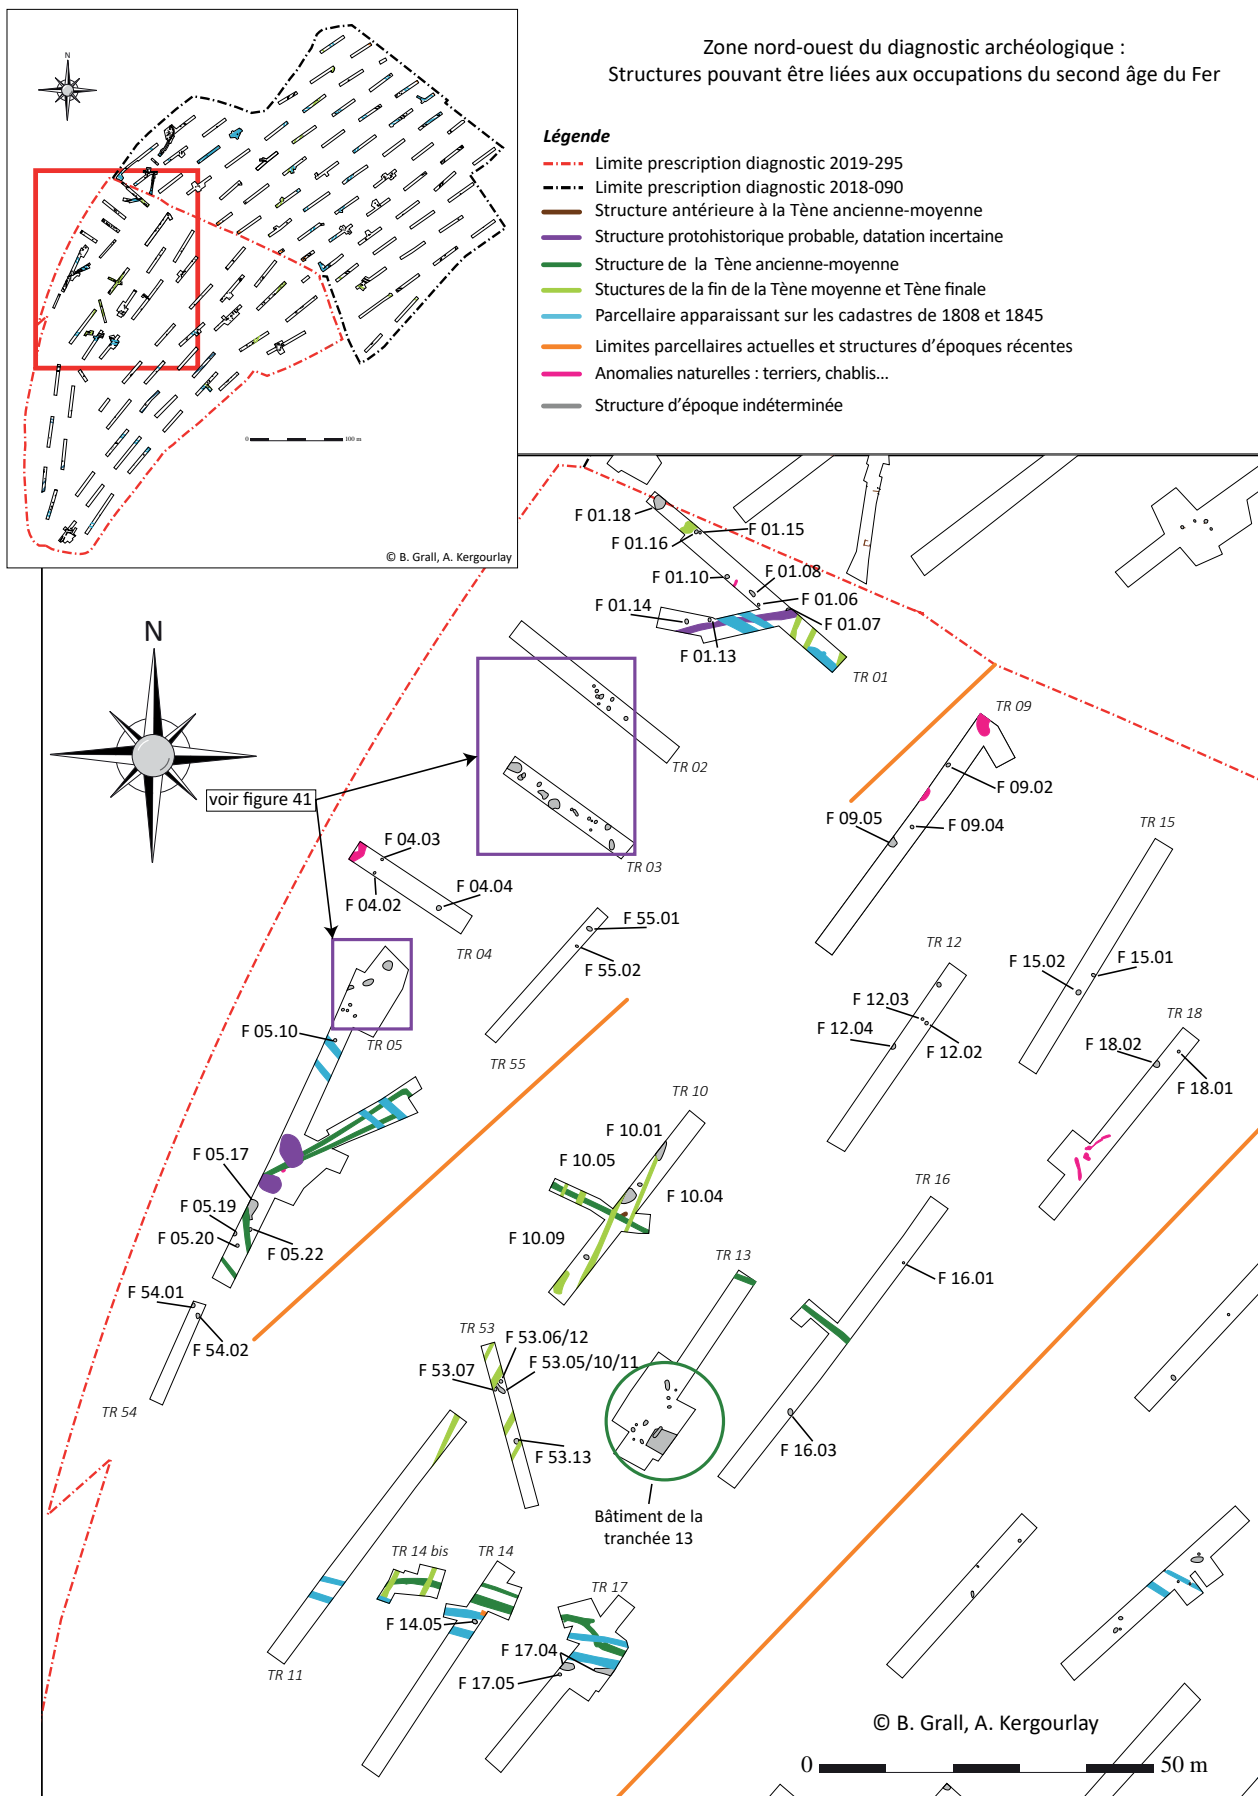 N
0
100 m
© B. Grall, A. Kergourlay
Zone nord-ouest du diagnostic archéologique :
Structures pouvant être liées aux occupations du second âge du Fer
Légende
Limite prescription diagnostic 2019-295
Limite prescription diagnostic 2018-090
Structure antérieure à la Tène ancienne-moyenne
Structure protohistorique probable, datation incertaine
Structure de la Tène ancienne-moyenne
Stuctures de la fin de la Tène moyenne et Tène finale
Parcellaire apparaissant sur les cadastres de 1808 et 1845
Limites parcellaires actuelles et structures d'époques récentes
Anomalies naturelles : terriers, chablis...
Structure d'époque indéterminée
F 01.18
F 01.15
F 01.16
F 01.10
F 01.08
F 01.14
F 01.06
F 01.07
F 01.13
TR 01
N
TR 09
TR 02
F 09.02
voir figure 41
F 09.05
F 09.04
TR 15
F 04.03
TR 03
F 04.02
F 04.04
F 55.01
TR 04
F 55.02
TR 12
F 15.02
F 15.01
F 12.03
F 05.10
TR 05
F 12.04
F 12.02
TR 18
F 18.02
TR 55
F 18.01
TR 10
F 10.01
F 05.17
F 10.05
F 10.04
TR 16
F 05.19
F 05.20
F 05.22
F 10.09
TR 13
F 16.01
F 54.01
F 54.02
TR 53
F 53.06/12
F 53.07
F 53.05/10/11
TR 54
F 53.13
F 16.03
Bâtiment de la
tranchée 13
TR 14 bis
TR 14
TR 17
F 14.05
F 17.04
TR 11
F 17.05
© B. Grall, A. Kergourlay
0
50 m